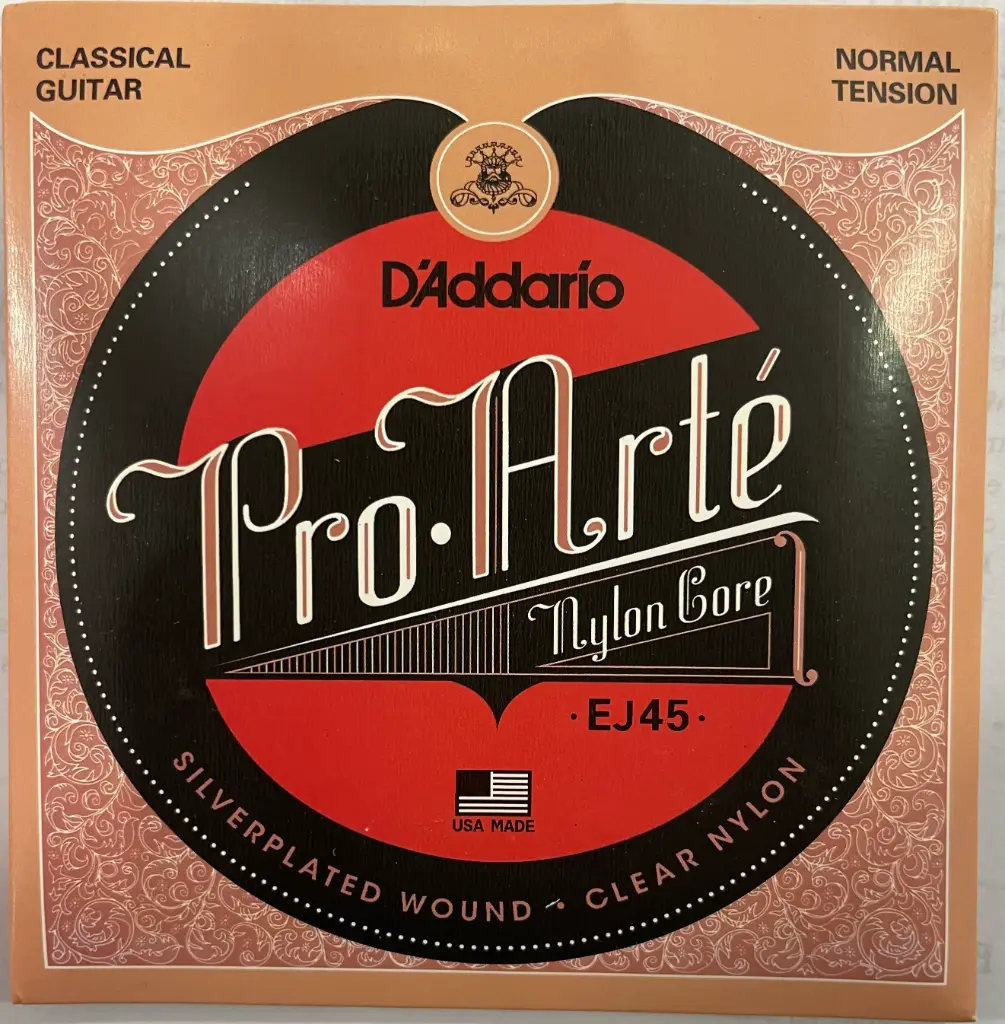 CLASSICAL
GUITAR
NORMAL
TENSION
D'Addario
Pro·Arté
Nylon Core
·EJ45·
USA MADE
SILVERPLATED WOUND · CLEAR NYLON